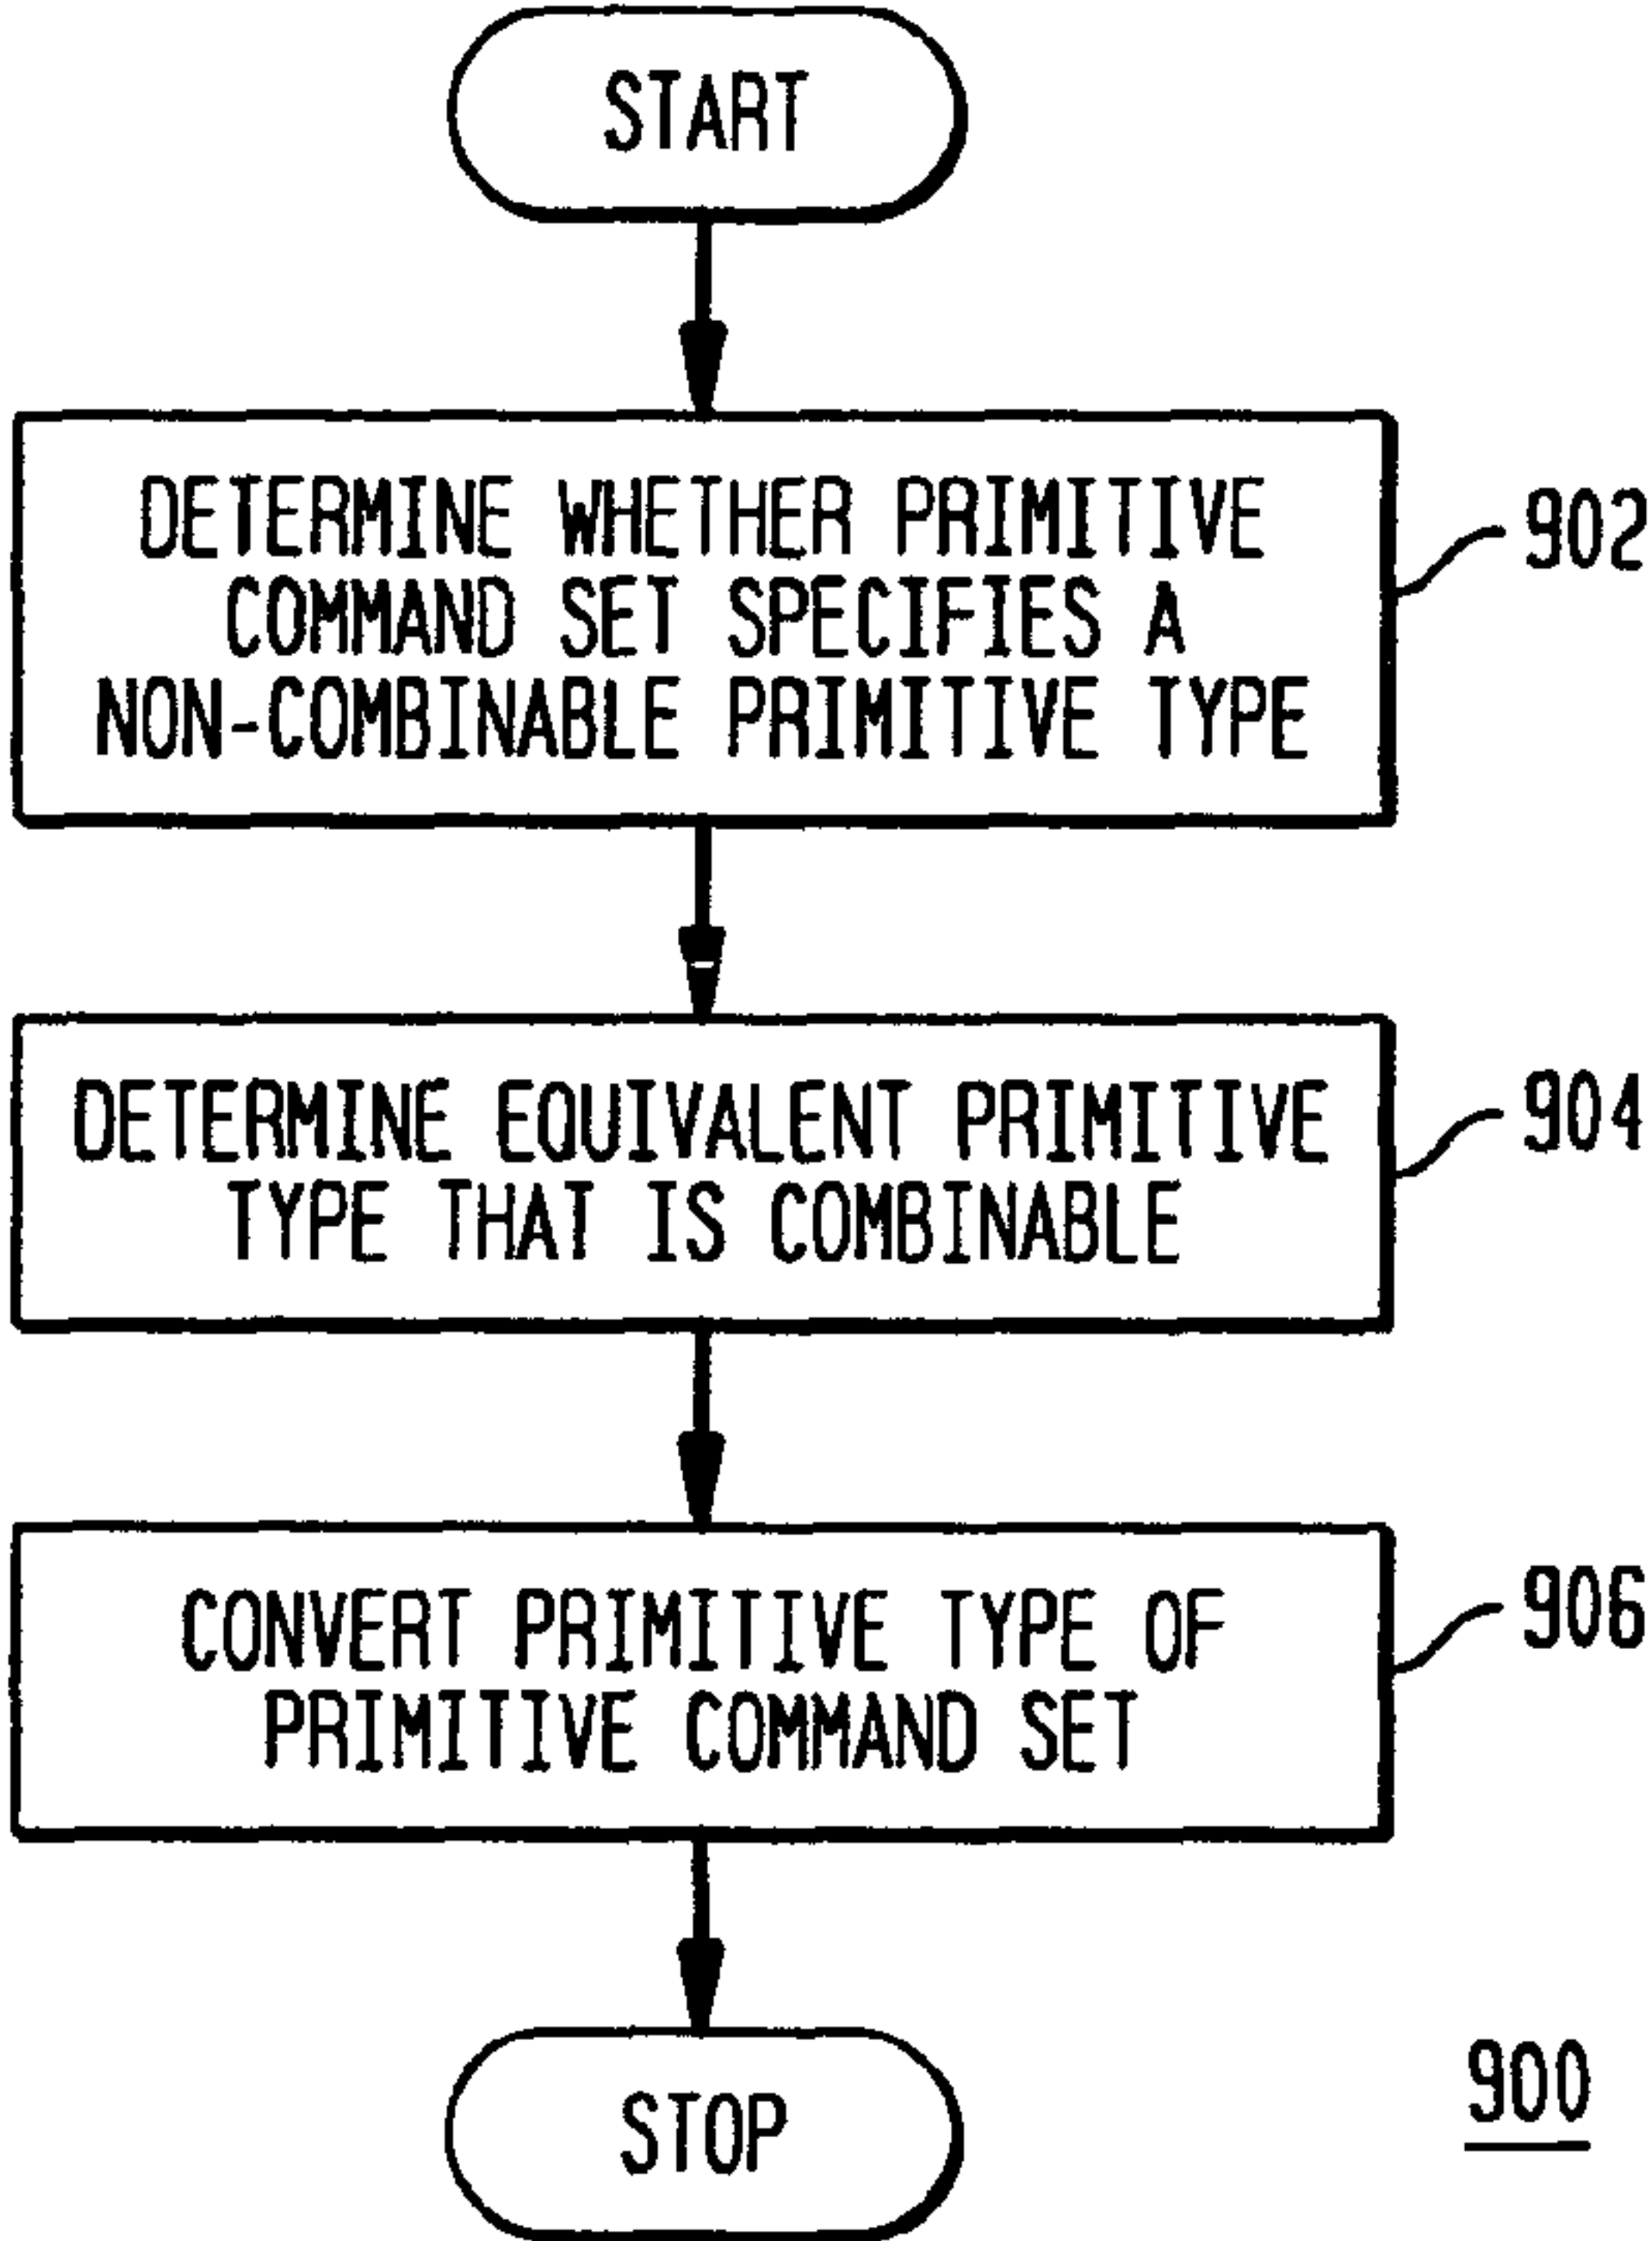 START
DETERMINE WHETHER PRIMITIVE
COMMAND SET SPECIFIES A
NON-COMBINABLE PRIMITIVE TYPE
902
DETERMINE EQUIVALENT PRIMITIVE
TYPE THAT IS COMBINABLE
904
CONVERT PRIMITIVE TYPE OF
PRIMITIVE COMMAND SET
906
STOP
900